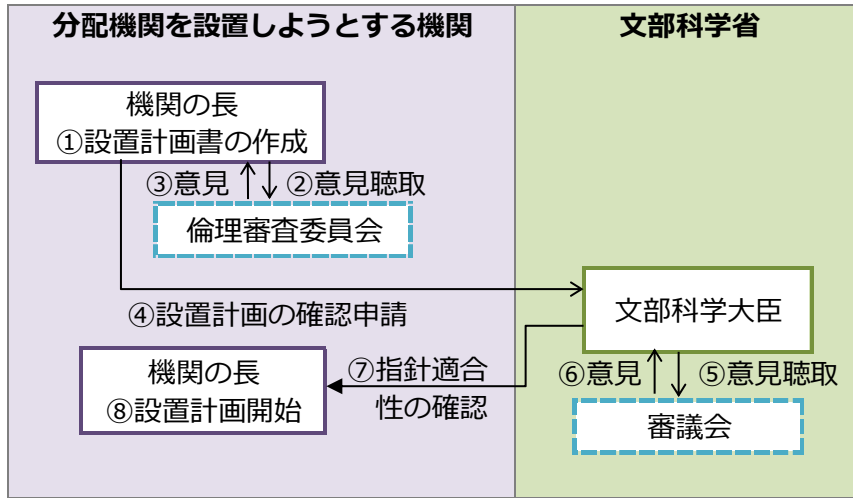 分配機関を設置しようとする機関
文部科学省
機関の長
①設置計画書の作成
③意見
②意見聴取
倫理審査委員会
④設置計画の確認申請
文部科学大臣
機関の長
⑧設置計画開始
⑦指針適合
性の確認
⑥意見
⑤意見聴取
審議会